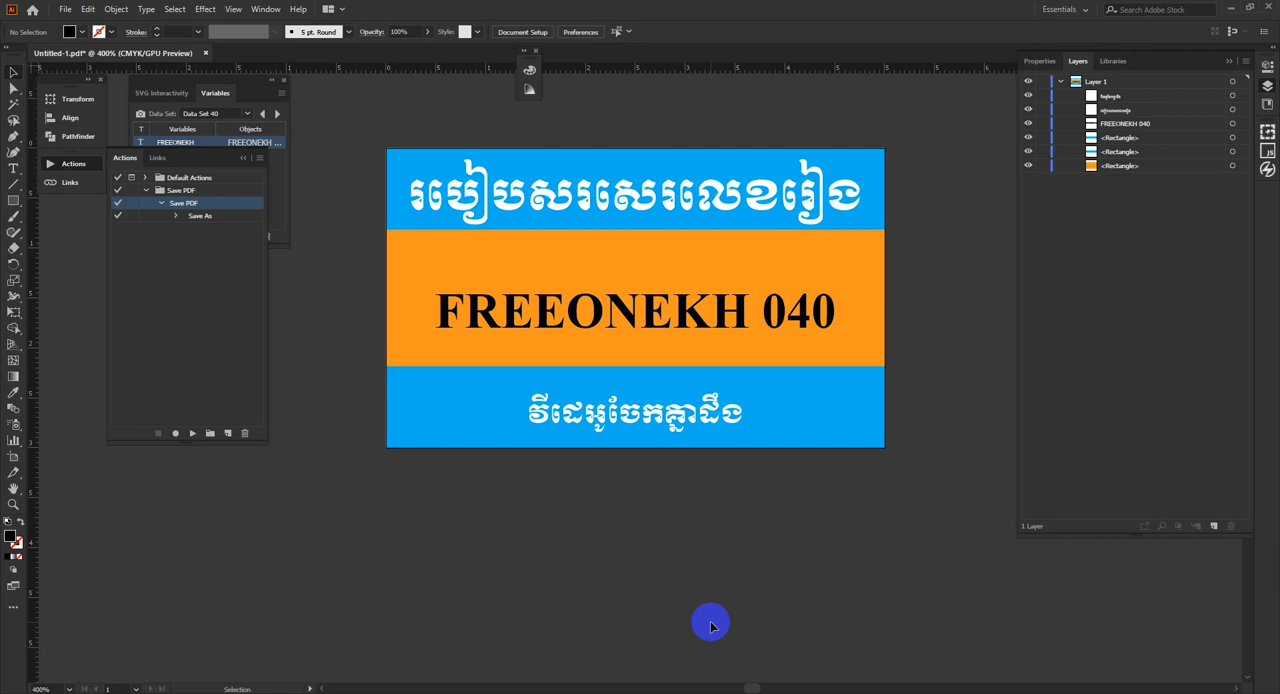 File Edit Object Type Select Effect View Window Help
Essentials
Search Adobe Stock
No Selection
Stroke:
5 pt. Round
Opacity: 100%
Style:
Document Setup
Preferences
Untitled-1.pdf* @ 400% (CMYK/GPU Preview)
SVG Interactivity
Variables
Data Set: Data Set 40
T Variables Objects
T FREEONEKH FREEONEKH ...
Transform
Align
Pathfinder
Actions
Links
Actions
Links
Default Actions
Save PDF
Save PDF
Save As
របៀបសរសេរលេខរៀង
FREEONEKH 040
វីដេអូចែកគ្នាដឹង
Properties
Layers
Libraries
Layer 1
FREEONEKH 040
<Rectangle>
<Rectangle>
<Rectangle>
1 Layer
400%
1
Selection